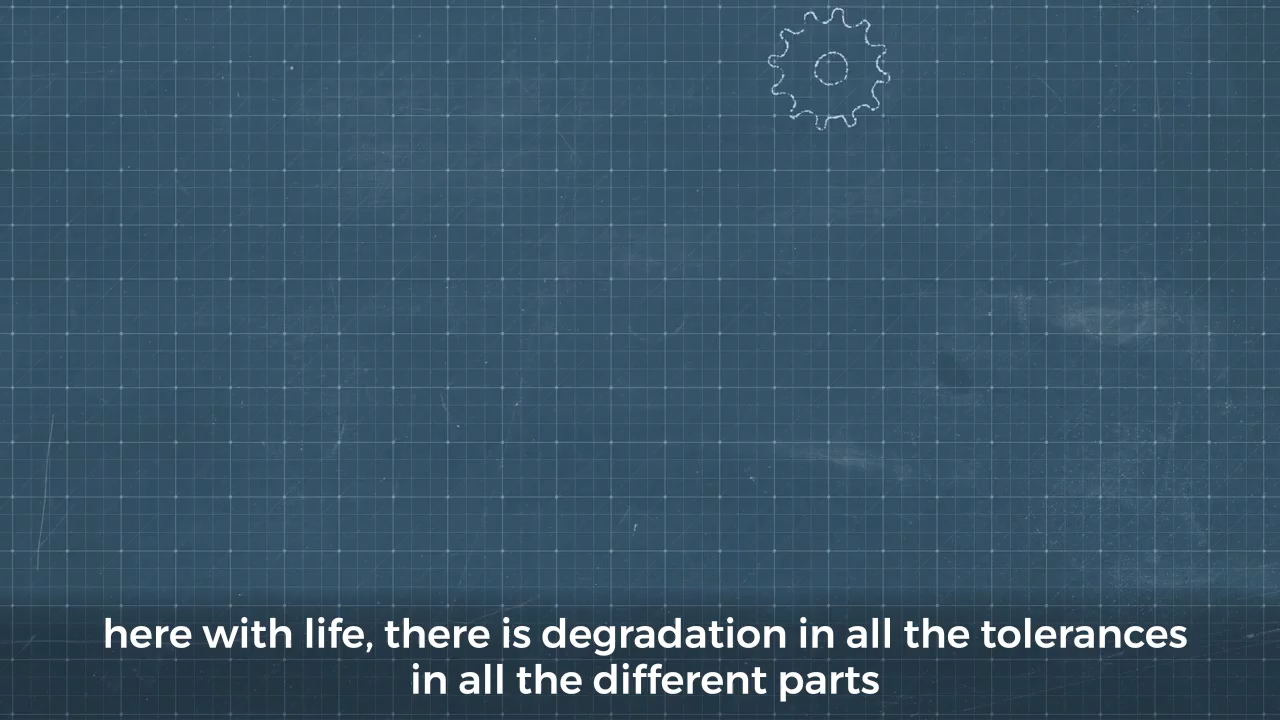 here with life, there is degradation in all the tolerances
in all the different parts